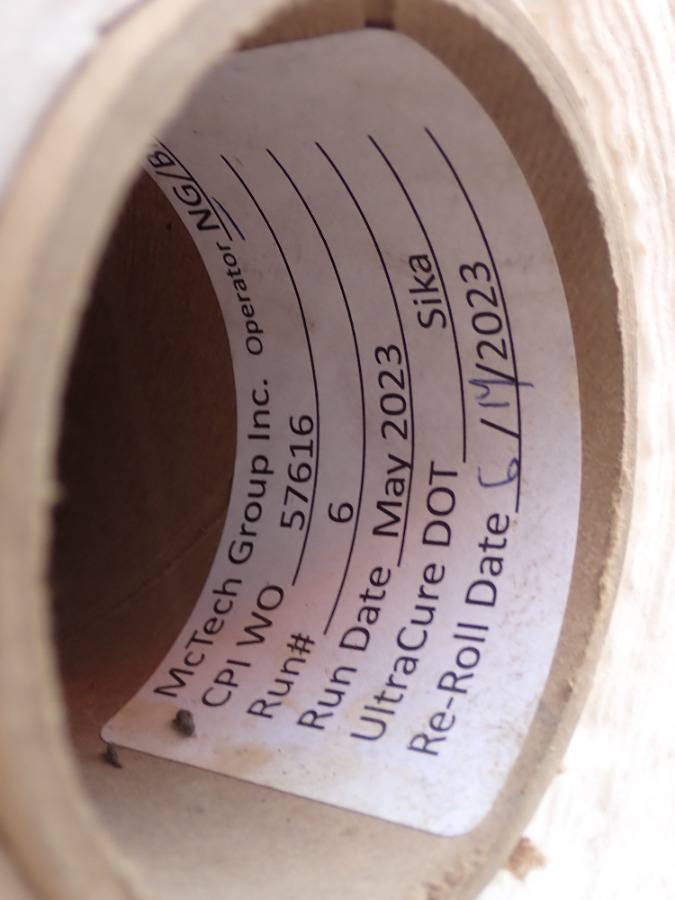 McTech Group Inc. Operator NG/B
CPI WO 57616
Run# 6
Run Date May 2023
UltraCure DOT Sika
Re-Roll Date 6/14/2023